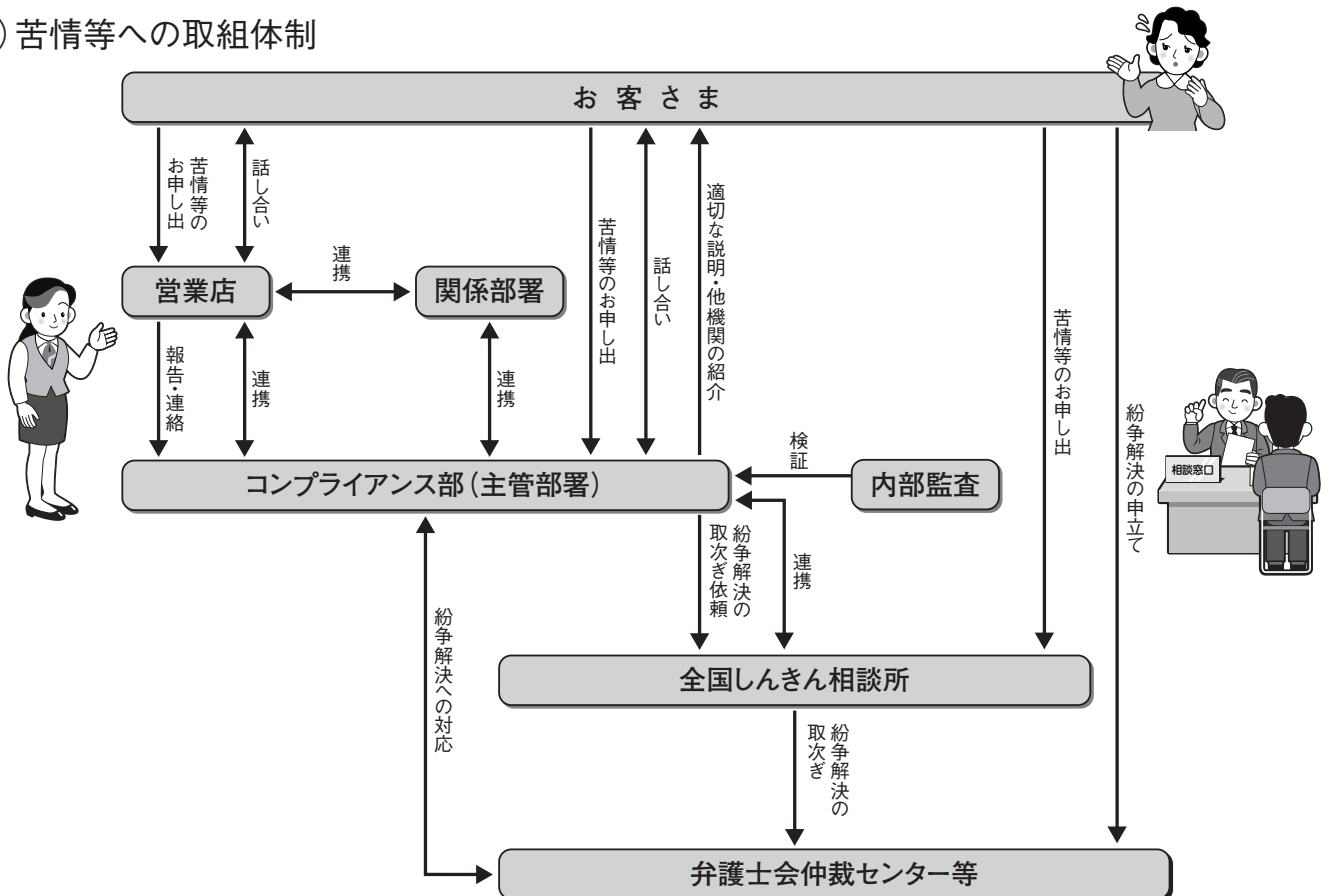 ）苦情等への取組体制
お客さま
苦情等の
お申し出
話し合い
苦情等のお申し出
話し合い
適切な説明・他機関の紹介
苦情等のお申し出
紛争解決の申立て
営業店
連携
関係部署
報告・連絡
連携
連携
コンプライアンス部（主管部署）
検証
内部監査
相談窓口
紛争解決の
取次ぎ依頼
連携
紛争解決への対応
全国しんきん相談所
紛争解決の
取次ぎ
弁護士会仲裁センター等